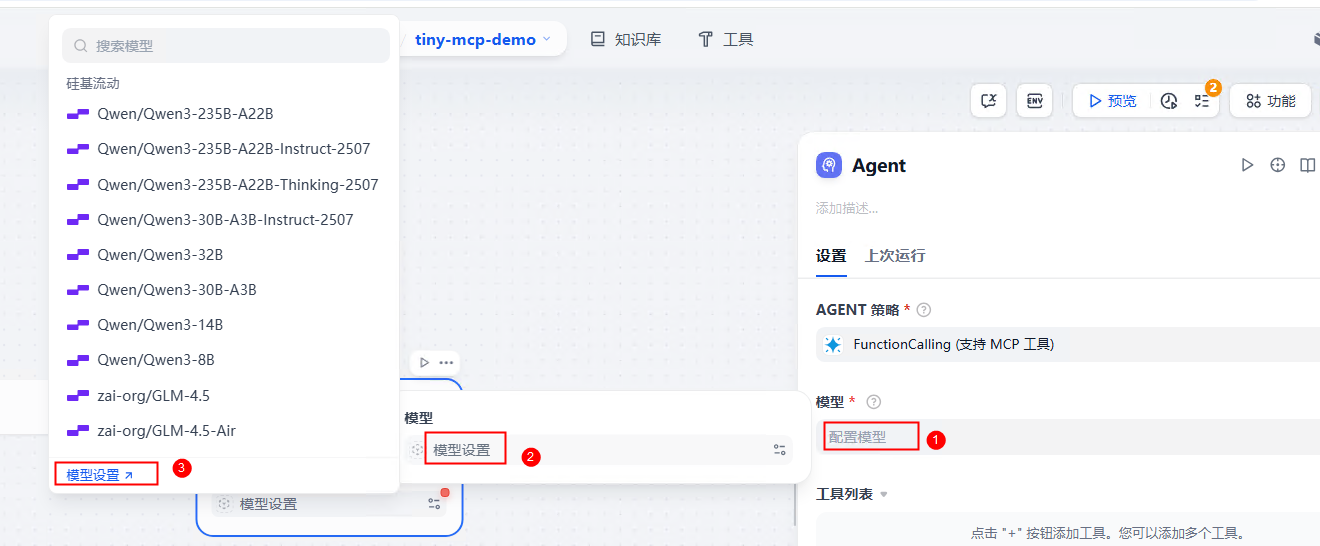 搜索模型
硅基流动
Qwen/Qwen3-235B-A22B
Qwen/Qwen3-235B-A22B-Instruct-2507
Qwen/Qwen3-235B-A22B-Thinking-2507
Qwen/Qwen3-30B-A3B-Instruct-2507
Qwen/Qwen3-32B
Qwen/Qwen3-30B-A3B
Qwen/Qwen3-14B
Qwen/Qwen3-8B
zai-org/GLM-4.5
zai-org/GLM-4.5-Air
模型设置
3
/ tiny-mcp-demo 知识库 工具
ENV 预览 2 功能
Agent
添加描述...
设置 上次运行
AGENT 策略 *
FunctionCalling (支持 MCP 工具)
模型 *
配置模型 1
工具列表
点击 "+" 按钮添加工具。您可以添加多个工具。
模型
模型设置 2
模型设置